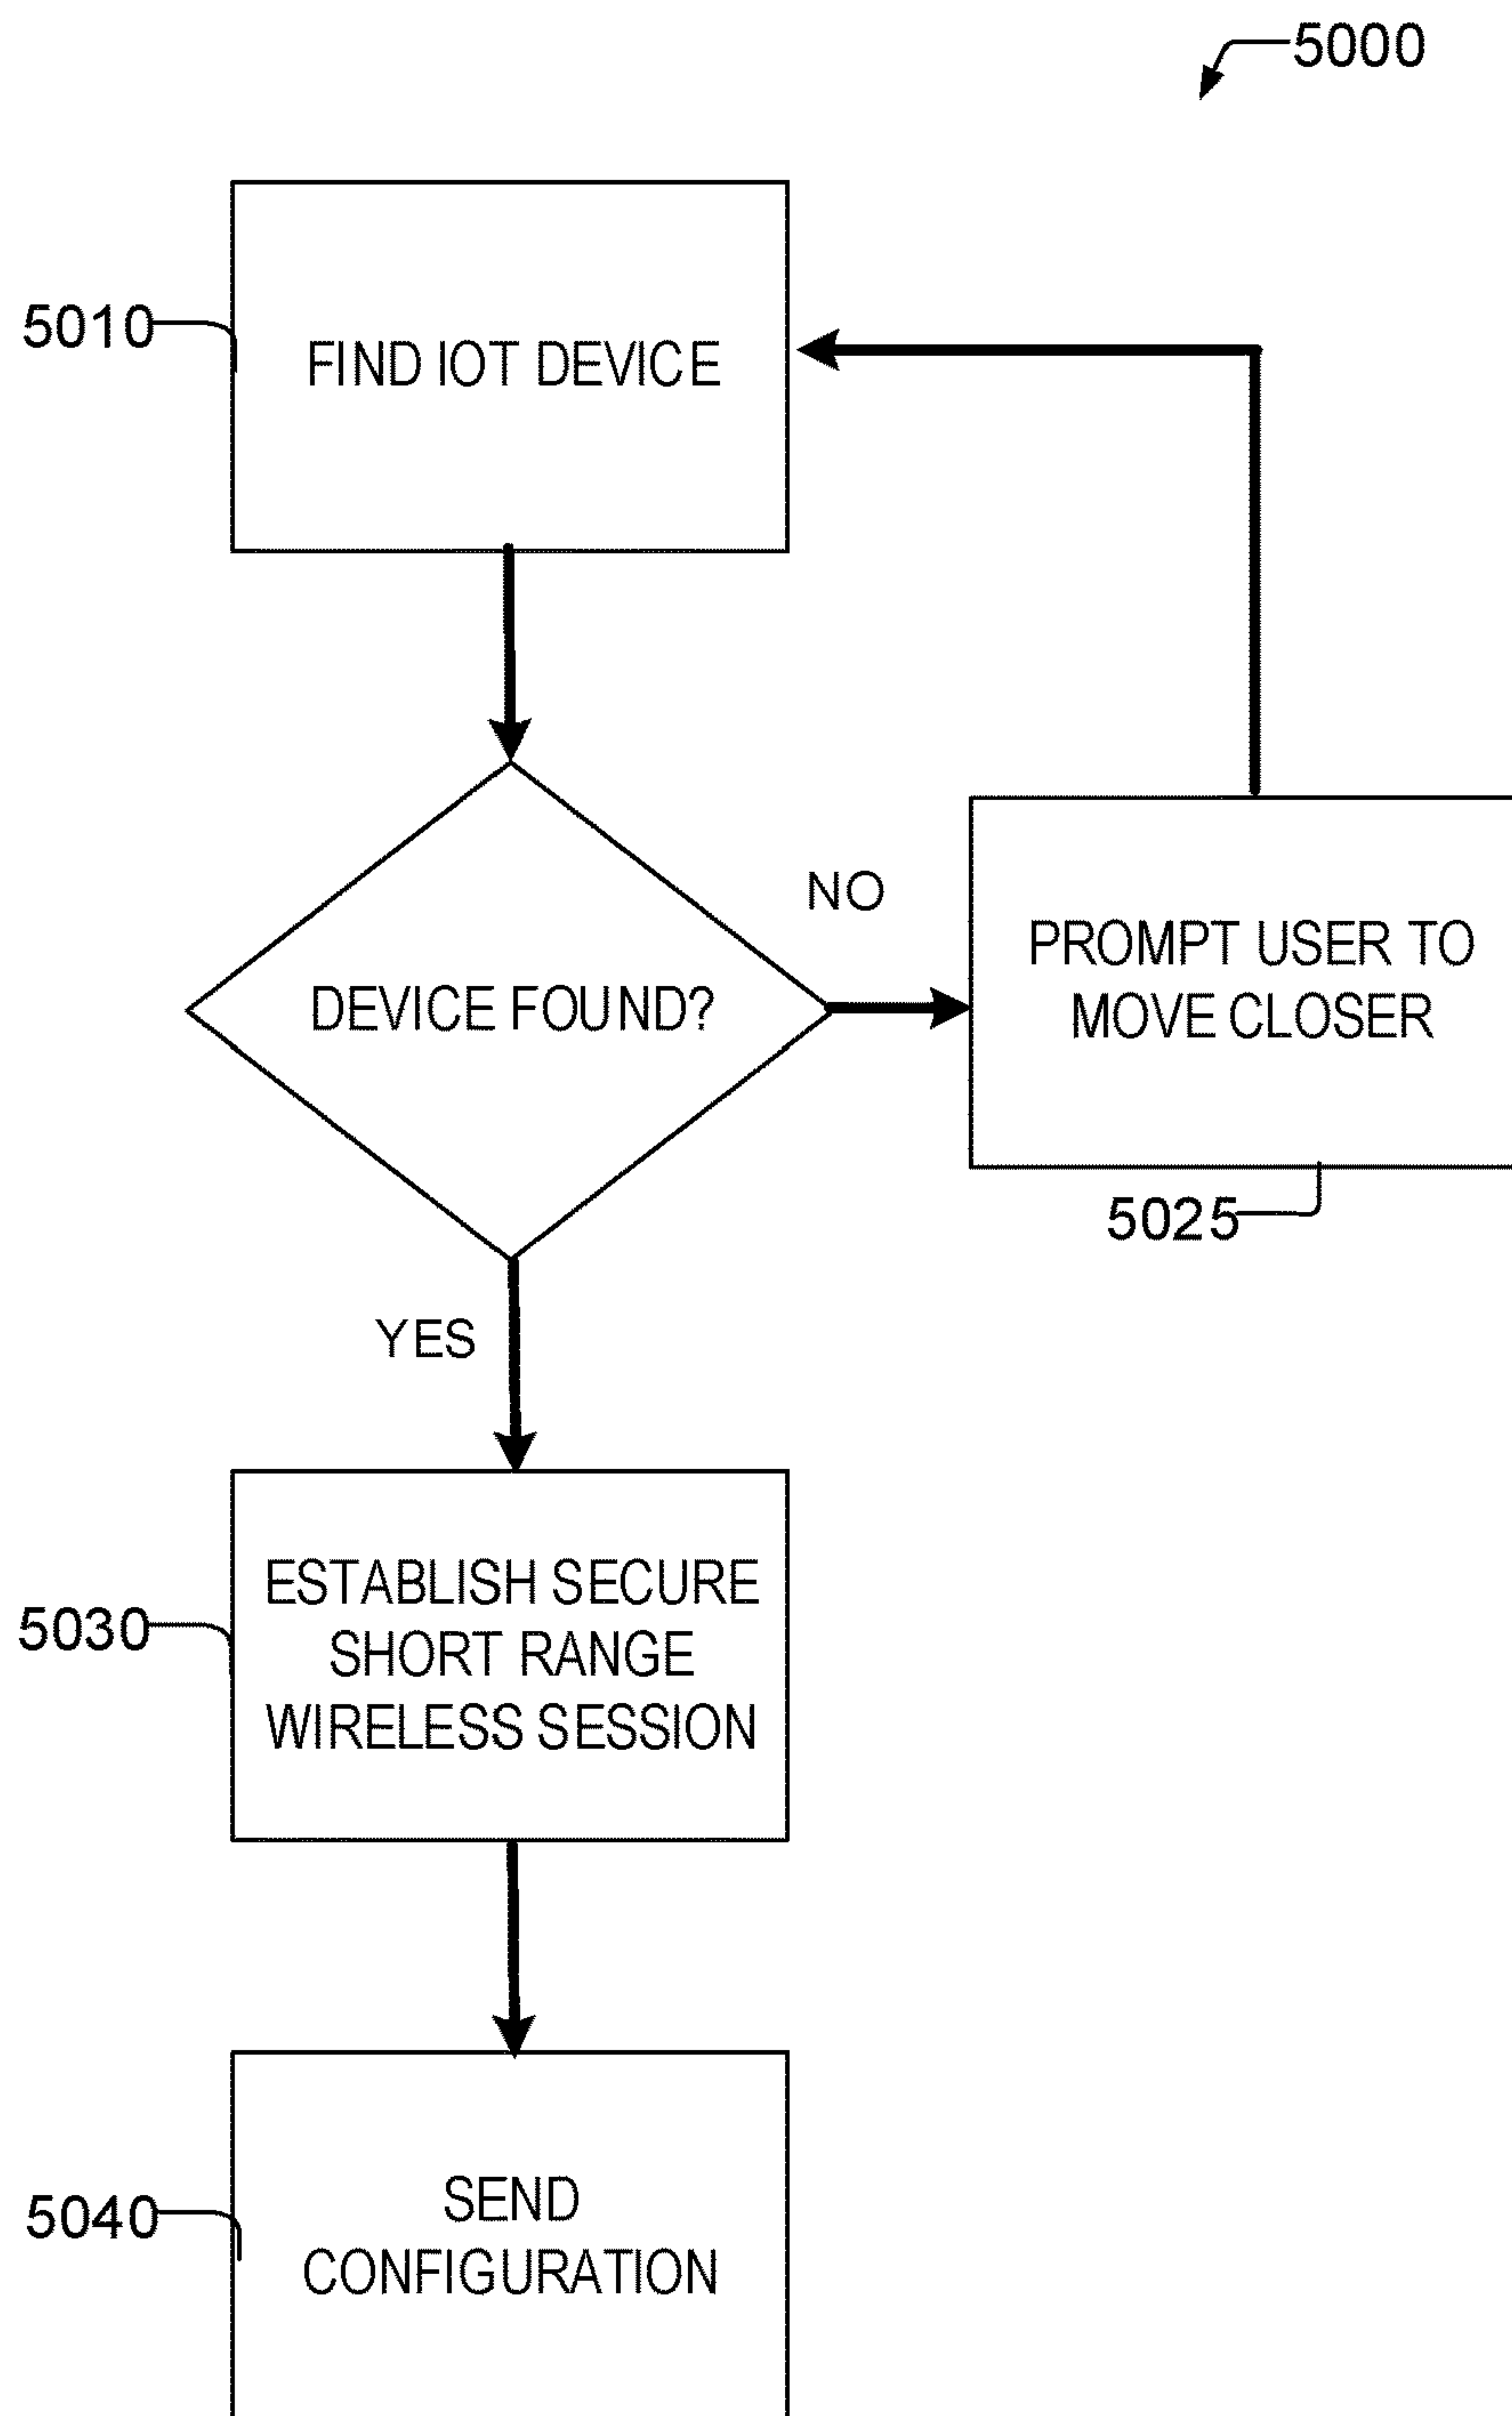 5000
5010
FIND IOT DEVICE
NO
PROMPT USER TO
MOVE CLOSER
DEVICE FOUND?
5025
YES
5030
ESTABLISH SECURE
SHORT RANGE
WIRELESS SESSION
5040
SEND
CONFIGURATION